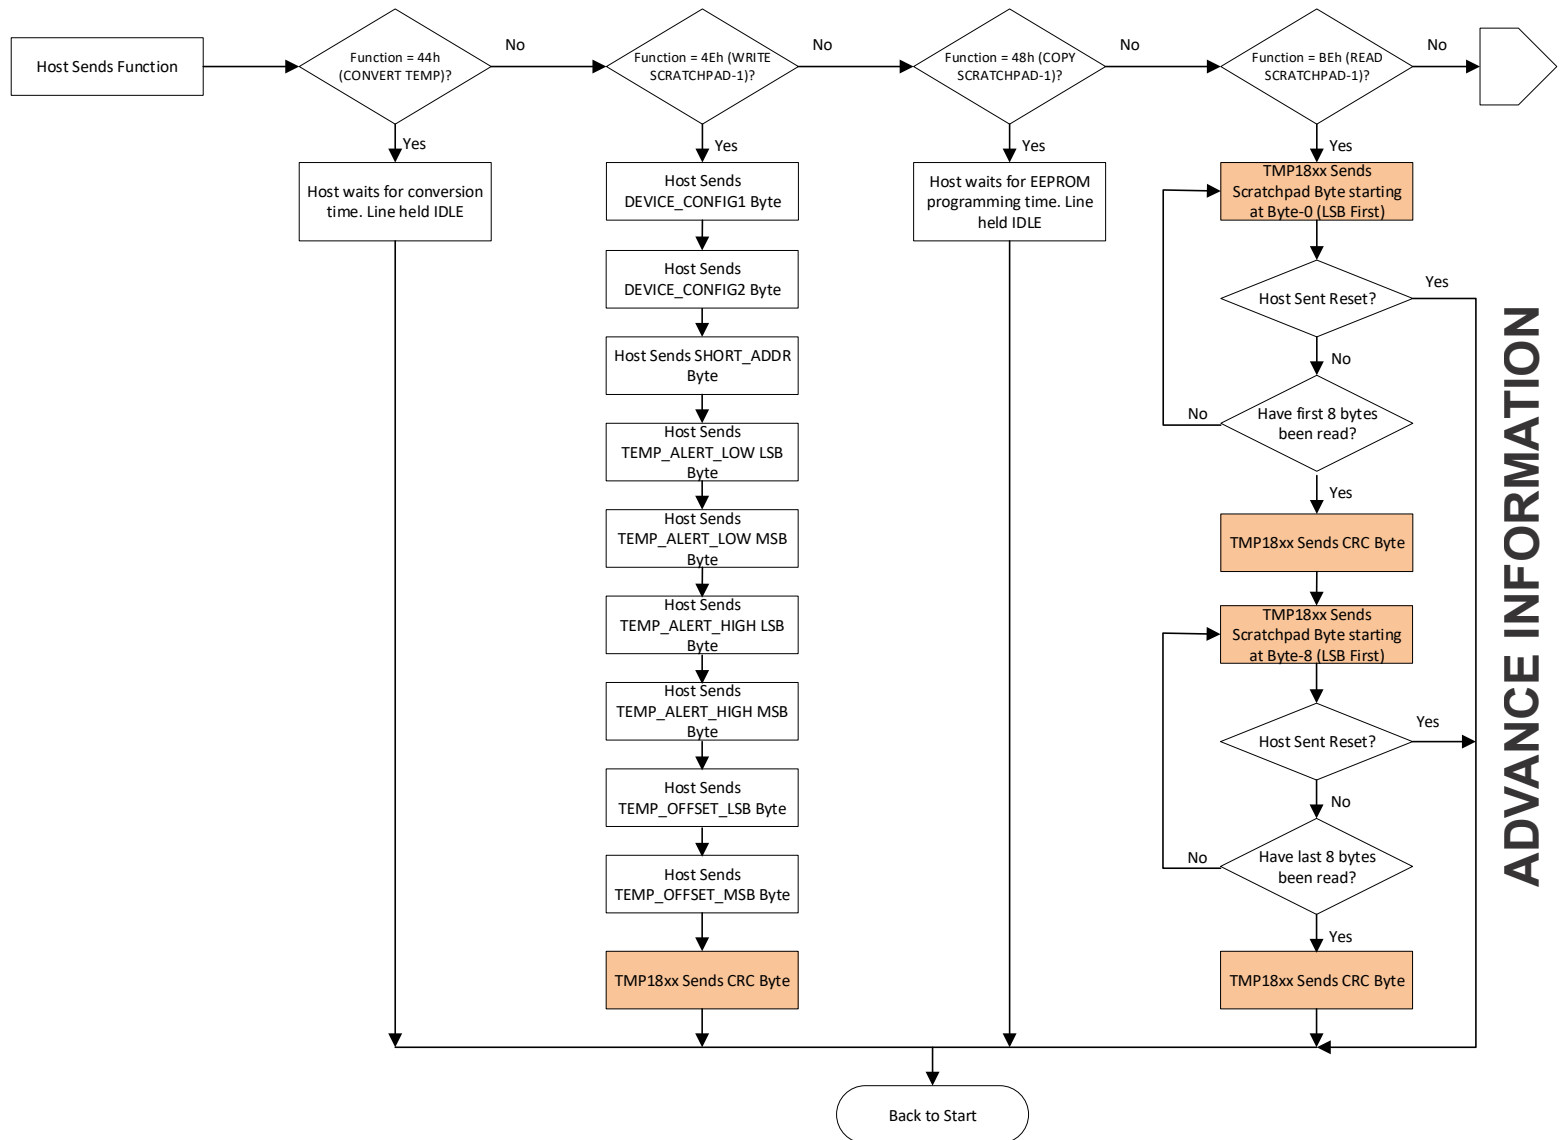 Host Sends Function
Function = 44h
(CONVERT TEMP)?
No
Function = 4Eh (WRITE
SCRATCHPAD-1)?
No
Function = 48h (COPY
SCRATCHPAD-1)?
No
Function = BEh (READ
SCRATCHPAD-1)?
No
Yes
Host waits for conversion
time. Line held IDLE
Yes
Host Sends
DEVICE_CONFIG1 Byte
Host Sends
DEVICE_CONFIG2 Byte
Host Sends SHORT_ADDR
Byte
Host Sends
TEMP_ALERT_LOW LSB
Byte
Host Sends
TEMP_ALERT_LOW MSB
Byte
Host Sends
TEMP_ALERT_HIGH LSB
Byte
Host Sends
TEMP_ALERT_HIGH MSB
Byte
Host Sends
TEMP_OFFSET_LSB Byte
Host Sends
TEMP_OFFSET_MSB Byte
TMP18xx Sends CRC Byte
Yes
Host waits for EEPROM
programming time. Line
held IDLE
Yes
TMP18xx Sends
Scratchpad Byte starting
at Byte-0 (LSB First)
Host Sent Reset?
Yes
No
Have first 8 bytes
been read?
No
Yes
TMP18xx Sends CRC Byte
TMP18xx Sends
Scratchpad Byte starting
at Byte-8 (LSB First)
Host Sent Reset?
Yes
No
Have last 8 bytes
been read?
No
Yes
TMP18xx Sends CRC Byte
Back to Start
ADVANCE INFORMATION